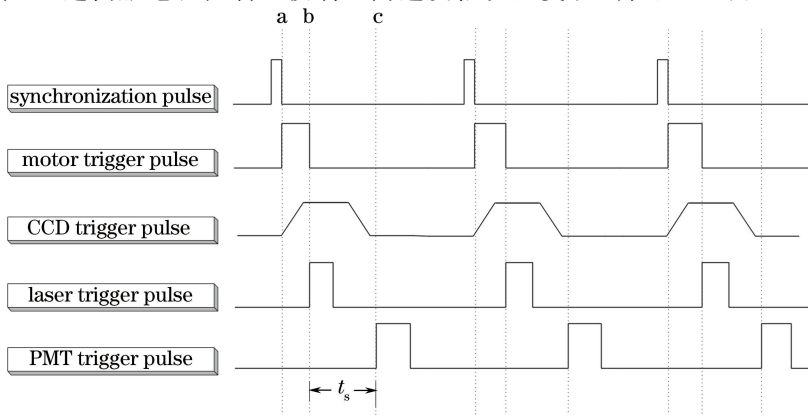 a b c
synchronization pulse
motor trigger pulse
CCD trigger pulse
laser trigger pulse
PMT trigger pulse
ts